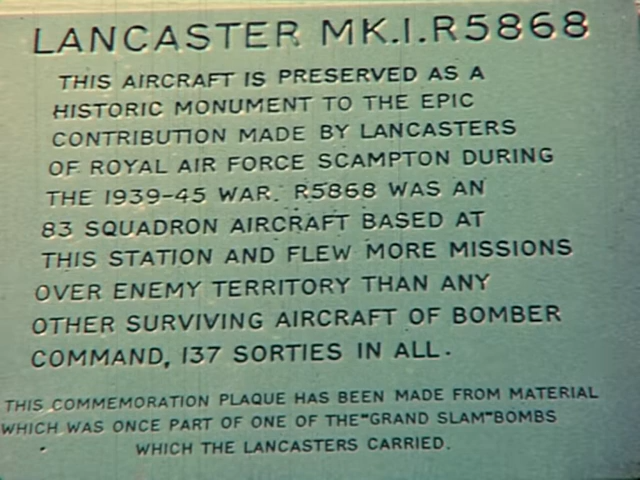 LANCASTER MK.I.R5868
THIS AIRCRAFT IS PRESERVED AS A
HISTORIC MONUMENT TO THE EPIC
CONTRIBUTION MADE BY LANCASTERS
OF ROYAL AIR FORCE SCAMPTON DURING
THE 1939-45 WAR. R5868 WAS AN
83 SQUADRON AIRCRAFT BASED AT
THIS STATION AND FLEW MORE MISSIONS
OVER ENEMY TERRITORY THAN ANY
OTHER SURVIVING AIRCRAFT OF BOMBER
COMMAND, 137 SORTIES IN ALL.
THIS COMMEMORATION PLAQUE HAS BEEN MADE FROM MATERIAL
WHICH WAS ONCE PART OF ONE OF THE "GRAND SLAM" BOMBS
WHICH THE LANCASTERS CARRIED.